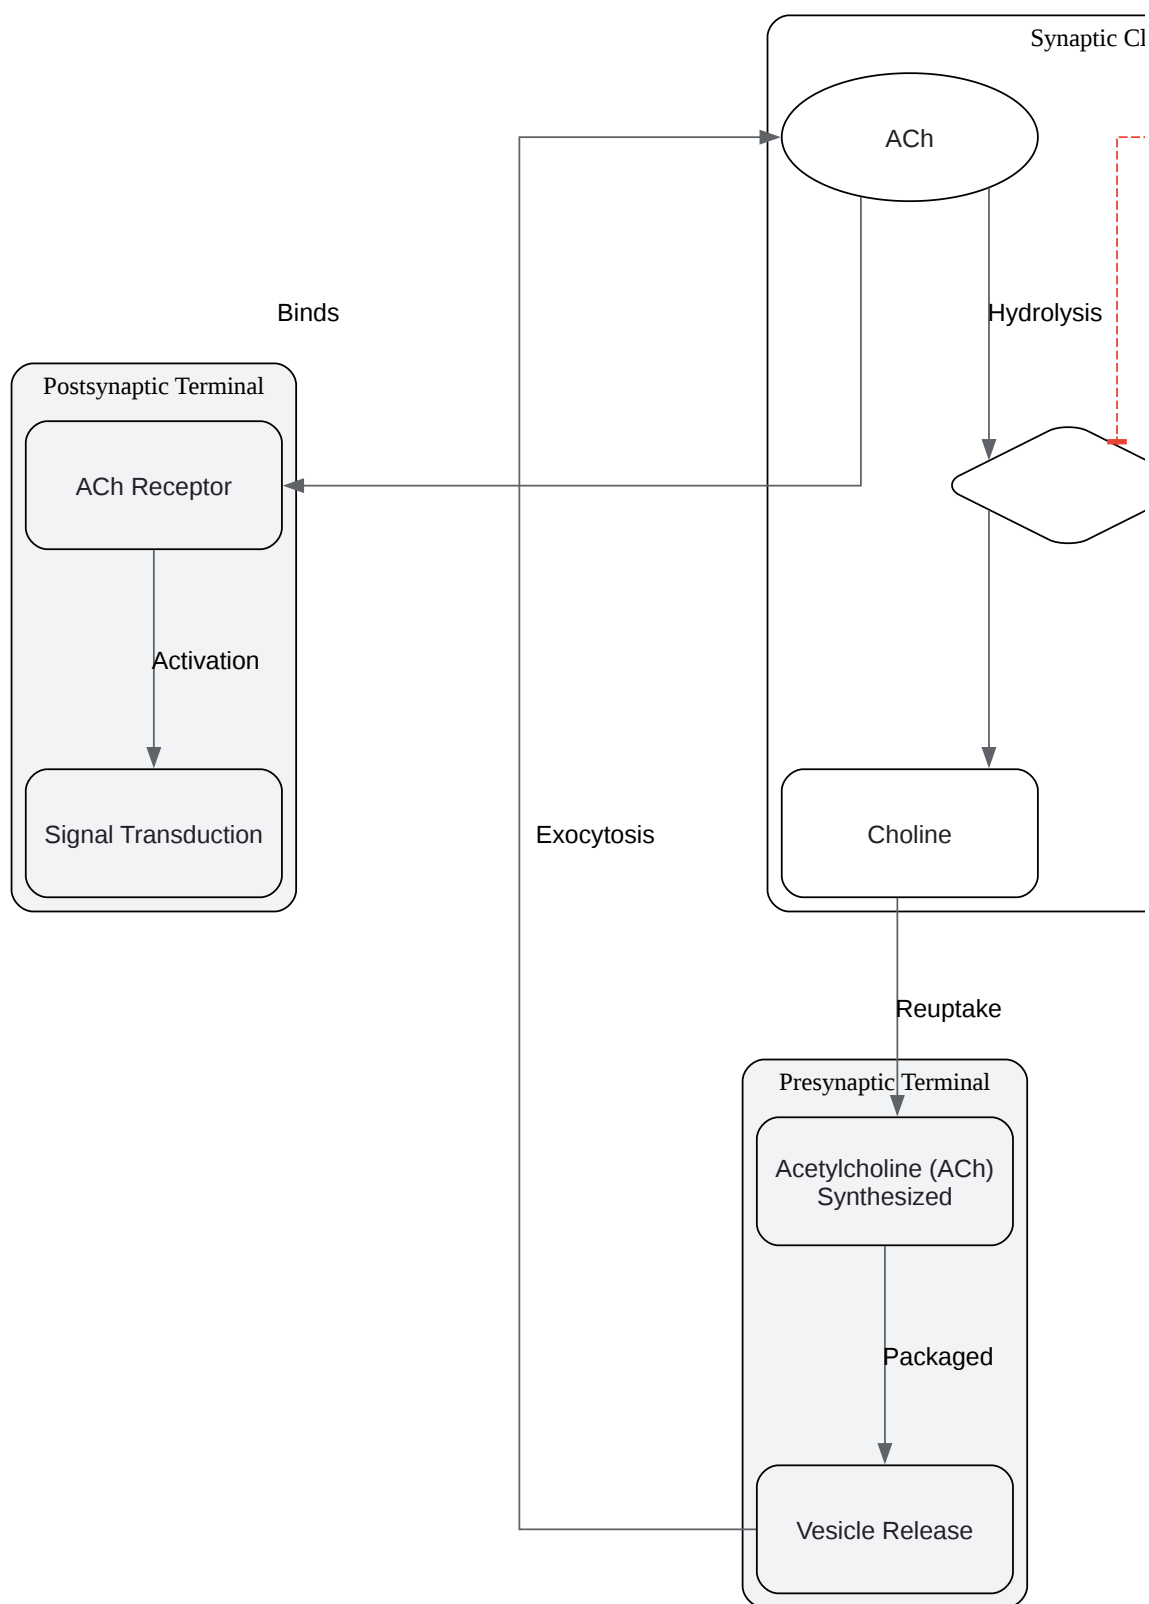 Synaptic Cl
ACh
Binds
Hydrolysis
Postsynaptic Terminal
ACh Receptor
Activation
Signal Transduction
Exocytosis
Choline
Reuptake
Presynaptic Terminal
Acetylcholine (ACh)
Synthesized
Packaged
Vesicle Release